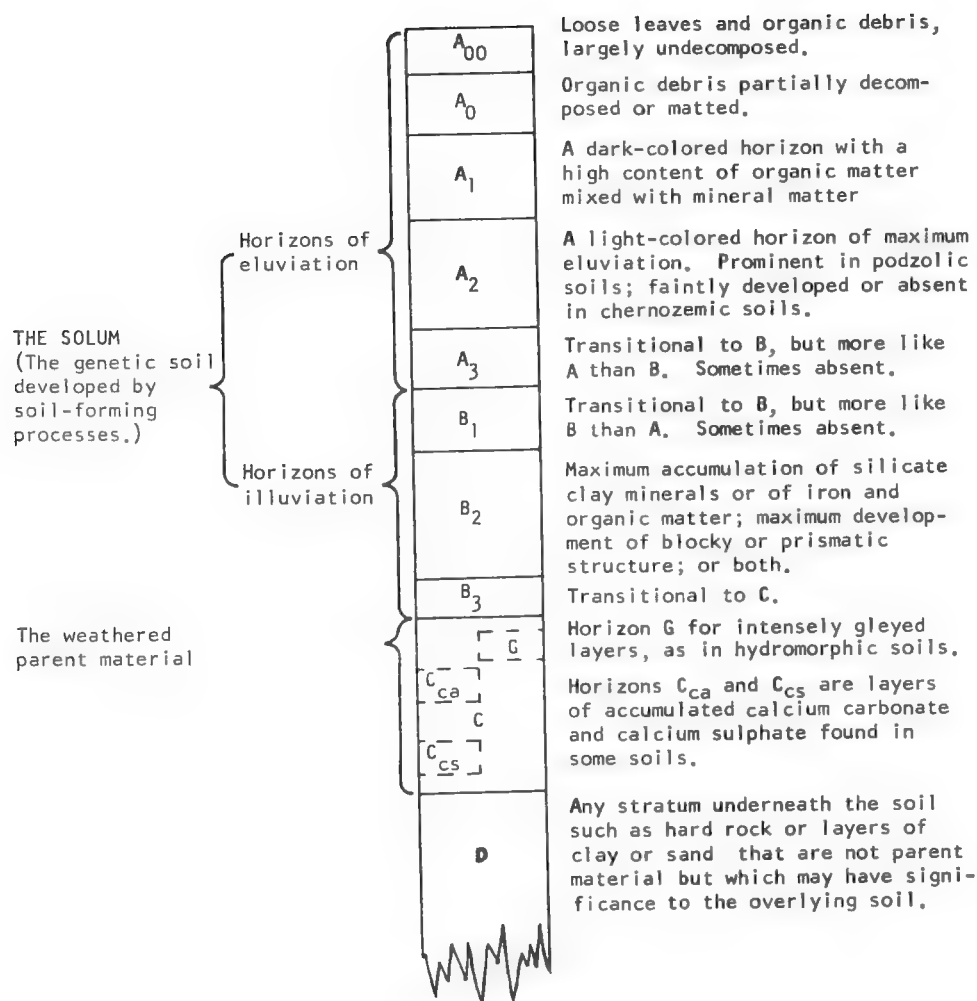 Loose leaves and organic debris,
largely undecomposed.
A00
Organic debris partially decom-
posed or matted.
A0
A dark-colored horizon with a
high content of organic matter
mixed with mineral matter
A1
Horizons of
eluviation
A light-colored horizon of maximum
eluviation. Prominent in podzolic
soils; faintly developed or absent
in chernozemic soils.
A2
THE SOLUM
(The genetic soil
developed by
soil-forming
processes.)
Transitional to B, but more like
A than B. Sometimes absent.
A3
Transitional to B, but more like
B than A. Sometimes absent.
B1
Horizons of
illuviation
Maximum accumulation of silicate
clay minerals or of iron and
organic matter; maximum develop-
ment of blocky or prismatic
structure; or both.
B2
B3
Transitional to C.
The weathered
parent material
G
Horizon G for intensely gleyed
layers, as in hydromorphic soils.
Cca
C
Ccs
Horizons Cca and Ccs are layers
of accumulated calcium carbonate
and calcium sulphate found in
some soils.
D
Any stratum underneath the soil
such as hard rock or layers of
clay or sand that are not parent
material but which may have signi-
ficance to the overlying soil.